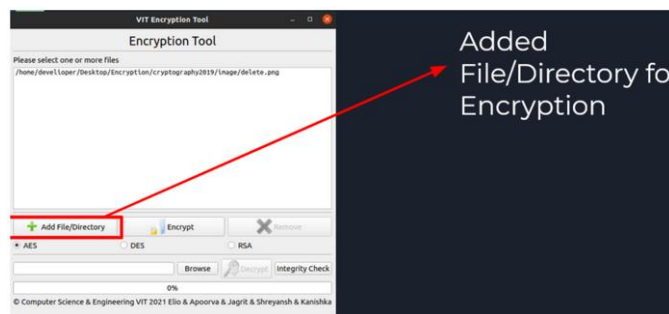 VIT Encryption Tool
Encryption Tool
Please select one or more files
/home/developer/Desktop/Encryption/cryptography2019/image/delete.png
Add File/Directory
Encrypt
Remove
AES
DES
RSA
Browse
Decrypt
Integrity Check
0%
© Computer Science & Engineering VIT 2021 Elio & Apoorva & Jagrit & Shreyansh & Kanishka
Added
File/Directory fo
Encryption